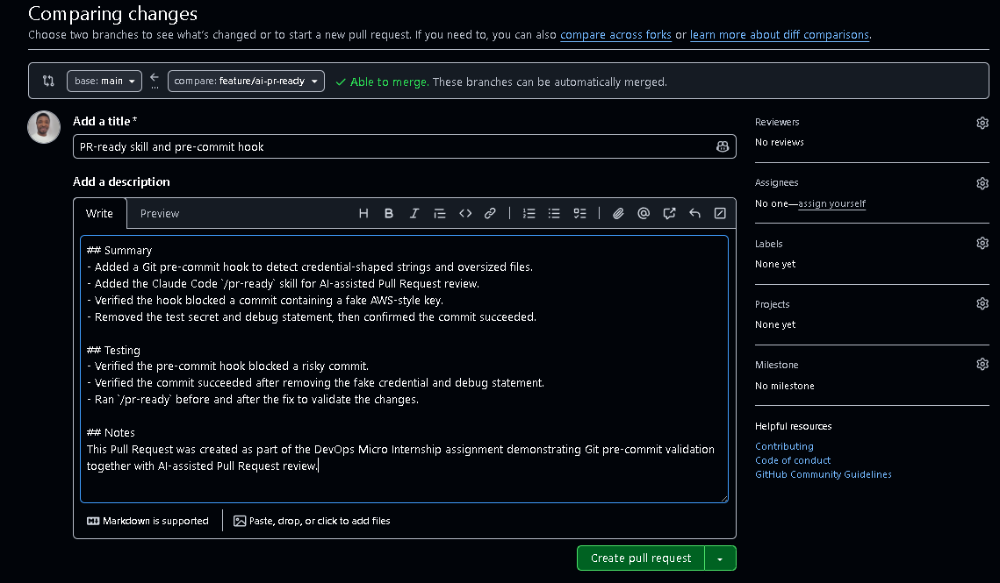 Comparing changes
Choose two branches to see what's changed or to start a new pull request. If you need to, you can also compare across forks or learn more about diff comparisons.
base: main
compare: feature/ai-pr-ready
Able to merge. These branches can be automatically merged.
Add a title*
PR-ready skill and pre-commit hook
Add a description
Write
Preview
## Summary
- Added a Git pre-commit hook to detect credential-shaped strings and oversized files.
- Added the Claude Code `/pr-ready` skill for AI-assisted Pull Request review.
- Verified the hook blocked a commit containing a fake AWS-style key.
- Removed the test secret and debug statement, then confirmed the commit succeeded.
## Testing
- Verified the pre-commit hook blocked a risky commit.
- Verified the commit succeeded after removing the fake credential and debug statement.
- Ran `/pr-ready` before and after the fix to validate the changes.
## Notes
This Pull Request was created as part of the DevOps Micro Internship assignment demonstrating Git pre-commit validation
together with AI-assisted Pull Request review.
Markdown is supported
Paste, drop, or click to add files
Create pull request
Reviewers
No reviews
Assignees
No one—assign yourself
Labels
None yet
Projects
None yet
Milestone
No milestone
Helpful resources
Contributing
Code of conduct
GitHub Community Guidelines